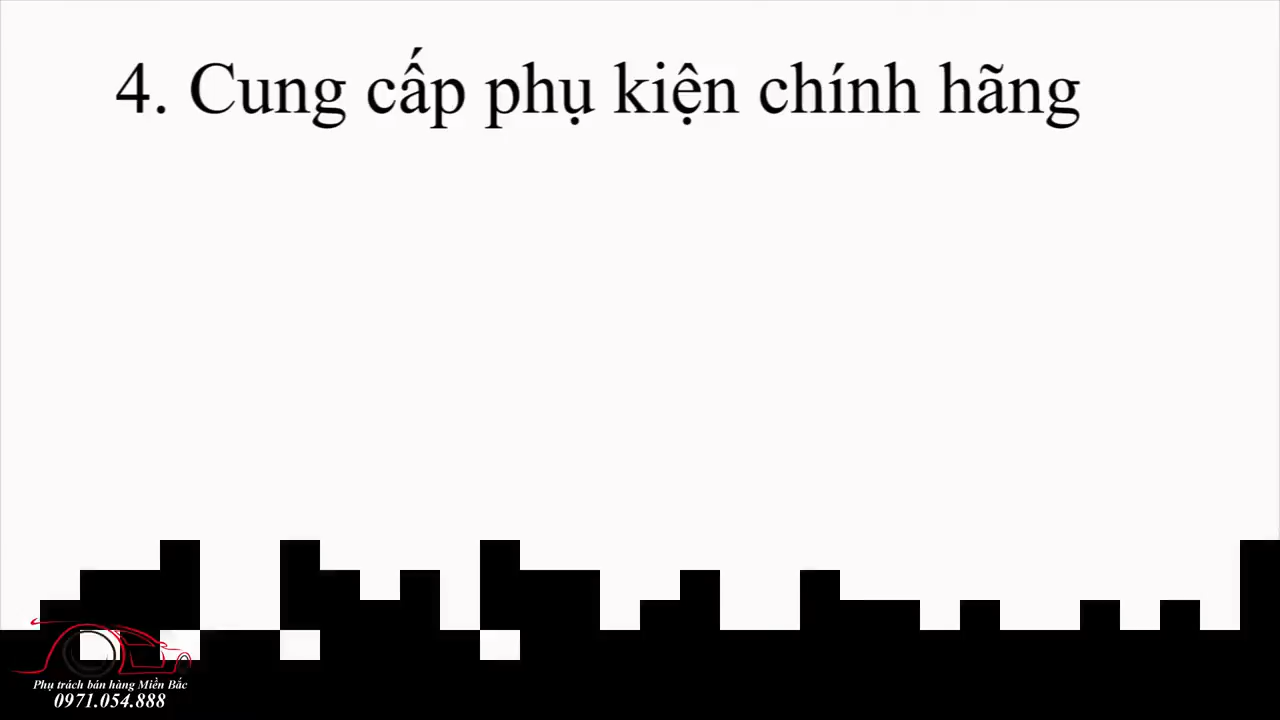 4. Cung cấp phụ kiện chính hãng
Phụ trách bán hàng Miền Bắc
0971.054.888